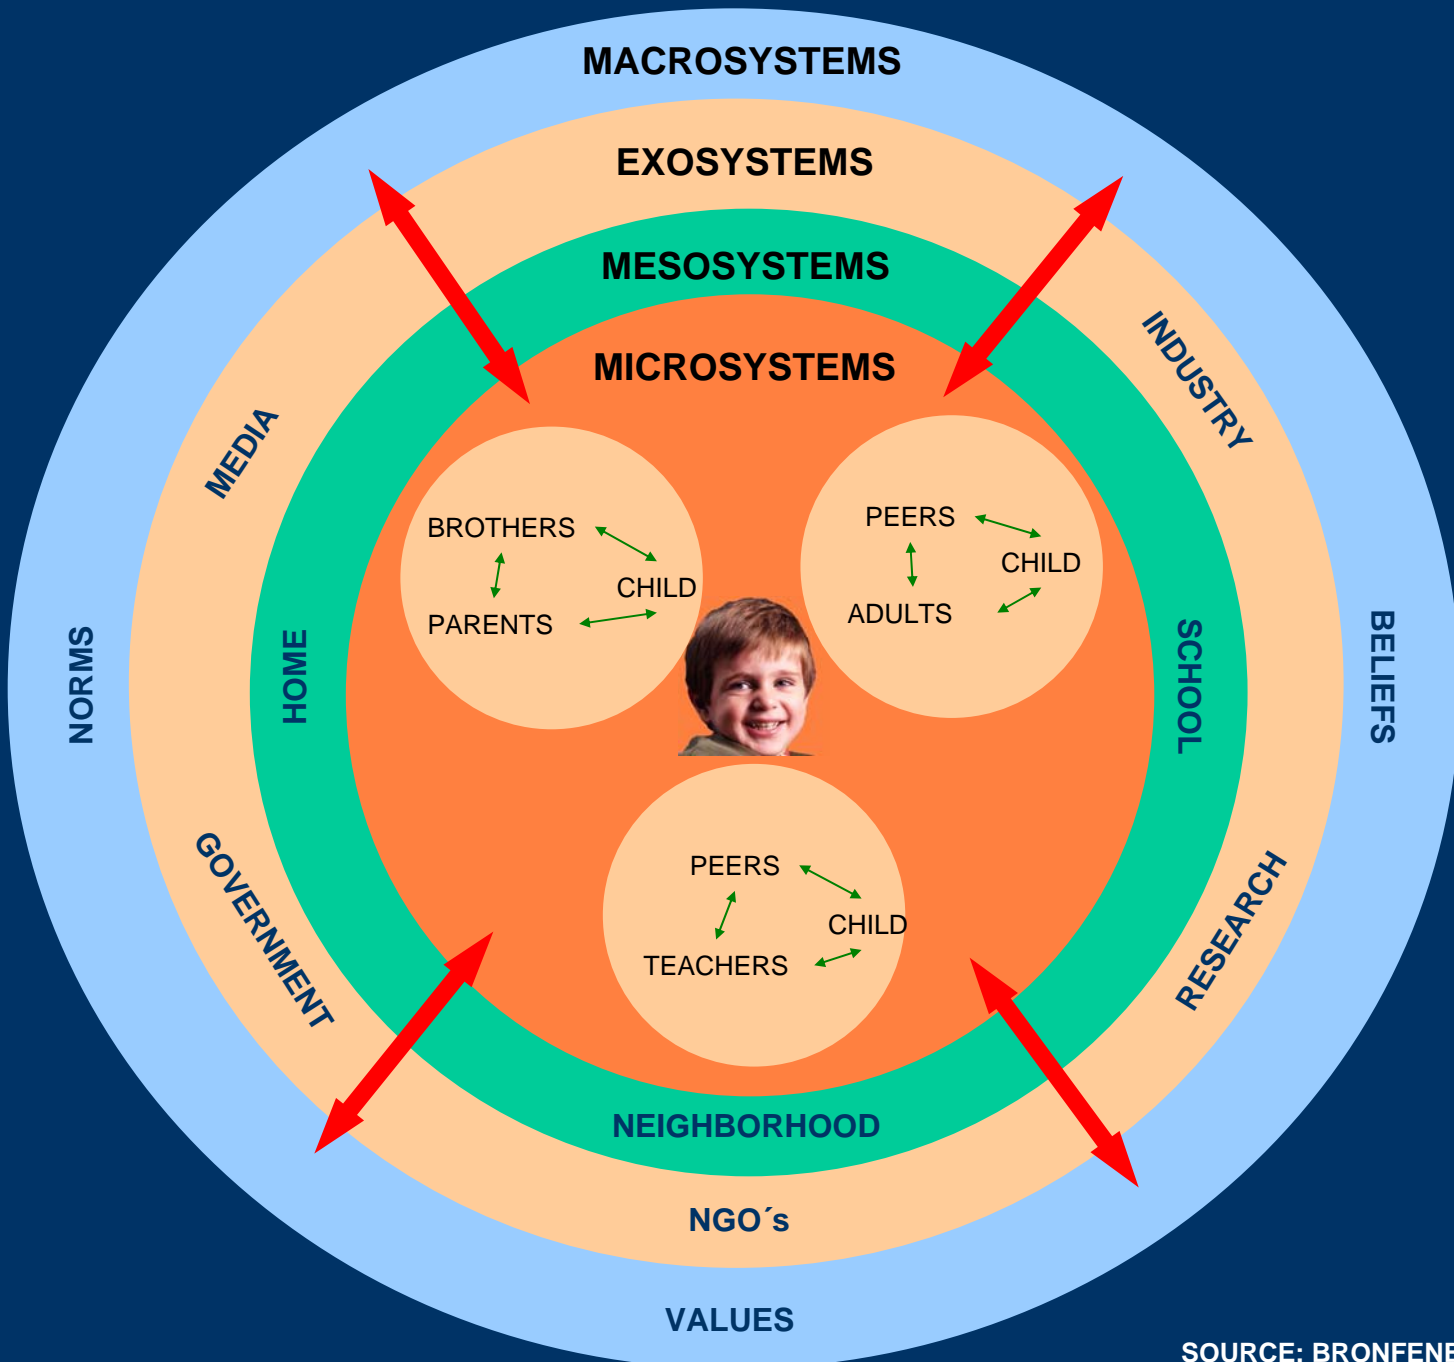 MACROSYSTEMS
EXOSYSTEMS
MESOSYSTEMS
MICROSYSTEMS
MEDIA
INDUSTRY
BROTHERS
CHILD
PARENTS
PEERS
CHILD
ADULTS
NORMS
HOME
SCHOOL
BELIEFS
PEERS
CHILD
TEACHERS
GOVERNMENT
RESEARCH
NEIGHBORHOOD
NGO´s
VALUES
SOURCE: